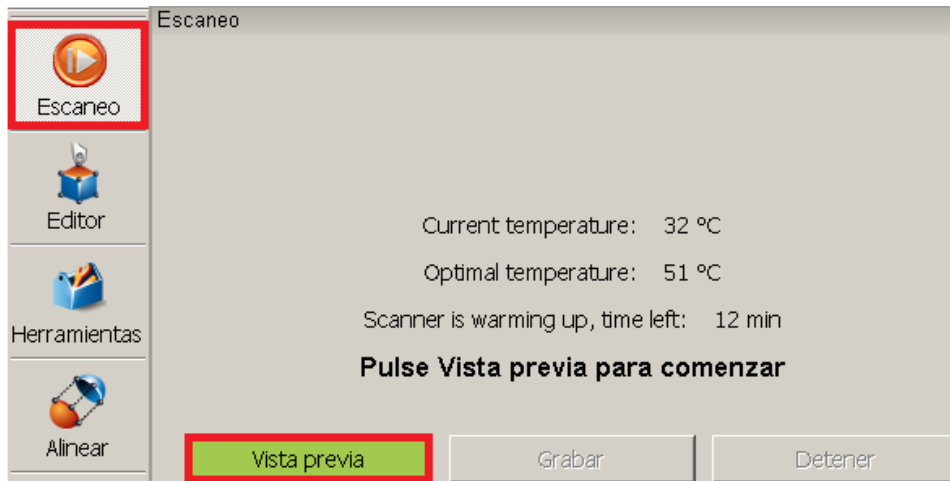 Escaneo
Escaneo
Editor
Herramientas
Alinear
Current temperature: 32 ºC
Optimal temperature: 51 ºC
Scanner is warming up, time left: 12 min
Pulse Vista previa para comenzar
Vista previa
Grabar
Detener